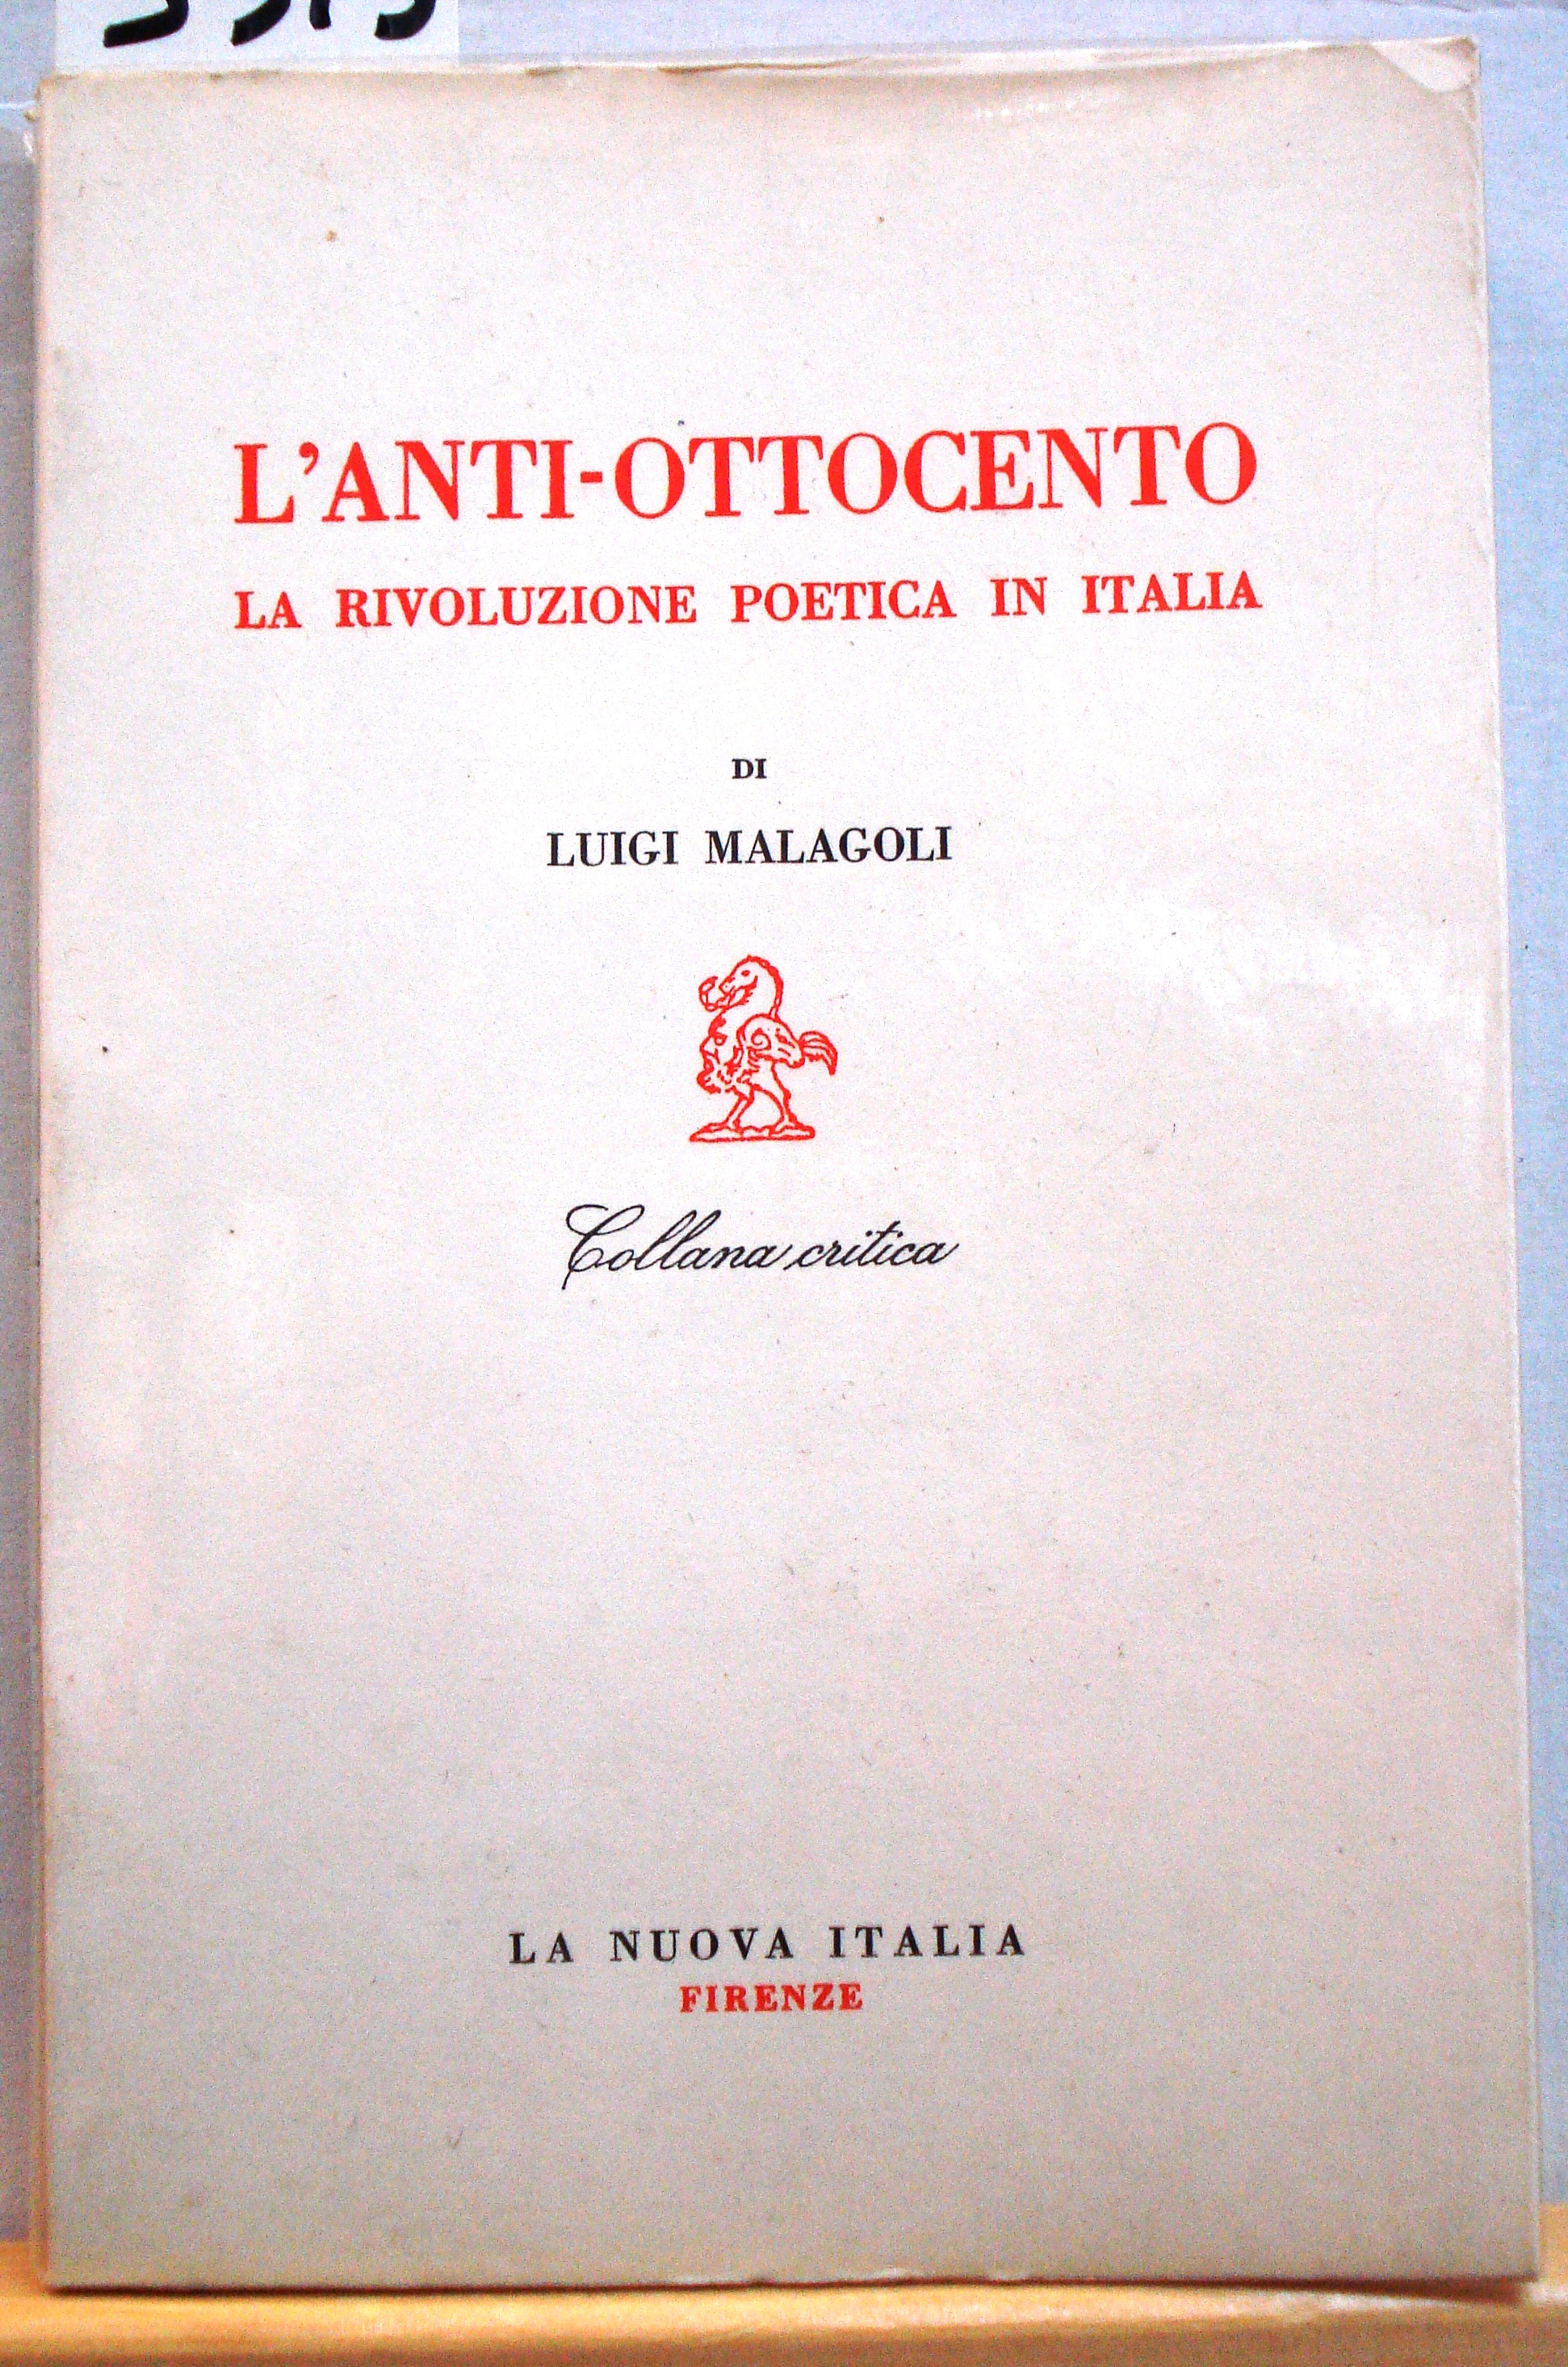 L'ANTI-OTTOCENTO
LA RIVOLUZIONE POETICA IN ITALIA
DI
LUIGI MALAGOLI
Collana critica
LA NUOVA ITALIA
FIRENZE